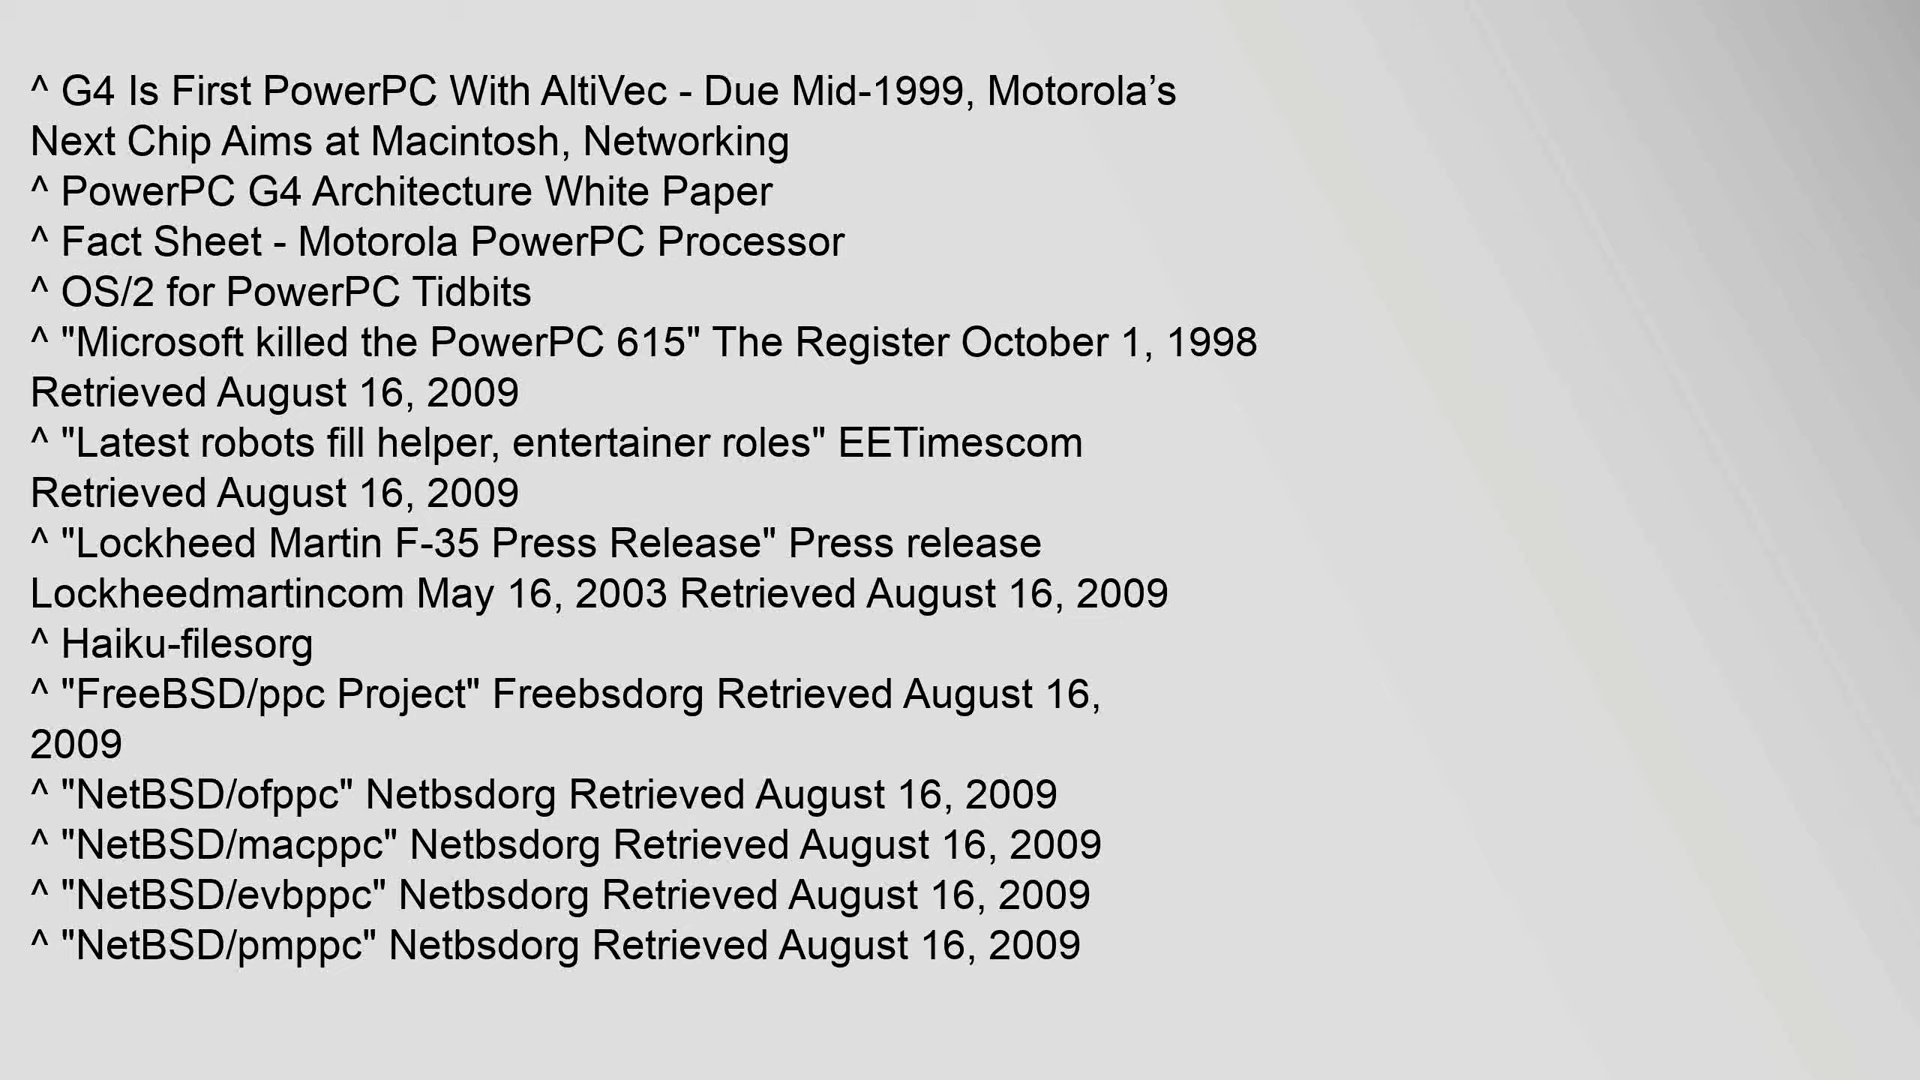 ^ G4 Is First PowerPC With AltiVec - Due Mid-1999, Motorola’s
Next Chip Aims at Macintosh, Networking
^ PowerPC G4 Architecture White Paper
^ Fact Sheet - Motorola PowerPC Processor
^ OS/2 for PowerPC Tidbits
^ "Microsoft killed the PowerPC 615" The Register October 1, 1998
Retrieved August 16, 2009
^ "Latest robots fill helper, entertainer roles" EETimescom
Retrieved August 16, 2009
^ "Lockheed Martin F-35 Press Release" Press release
Lockheedmartincom May 16, 2003 Retrieved August 16, 2009
^ Haiku-filesorg
^ "FreeBSD/ppc Project" Freebsdorg Retrieved August 16,
2009
^ "NetBSD/ofppc" Netbsdorg Retrieved August 16, 2009
^ "NetBSD/macppc" Netbsdorg Retrieved August 16, 2009
^ "NetBSD/evbppc" Netbsdorg Retrieved August 16, 2009
^ "NetBSD/pmppc" Netbsdorg Retrieved August 16, 2009